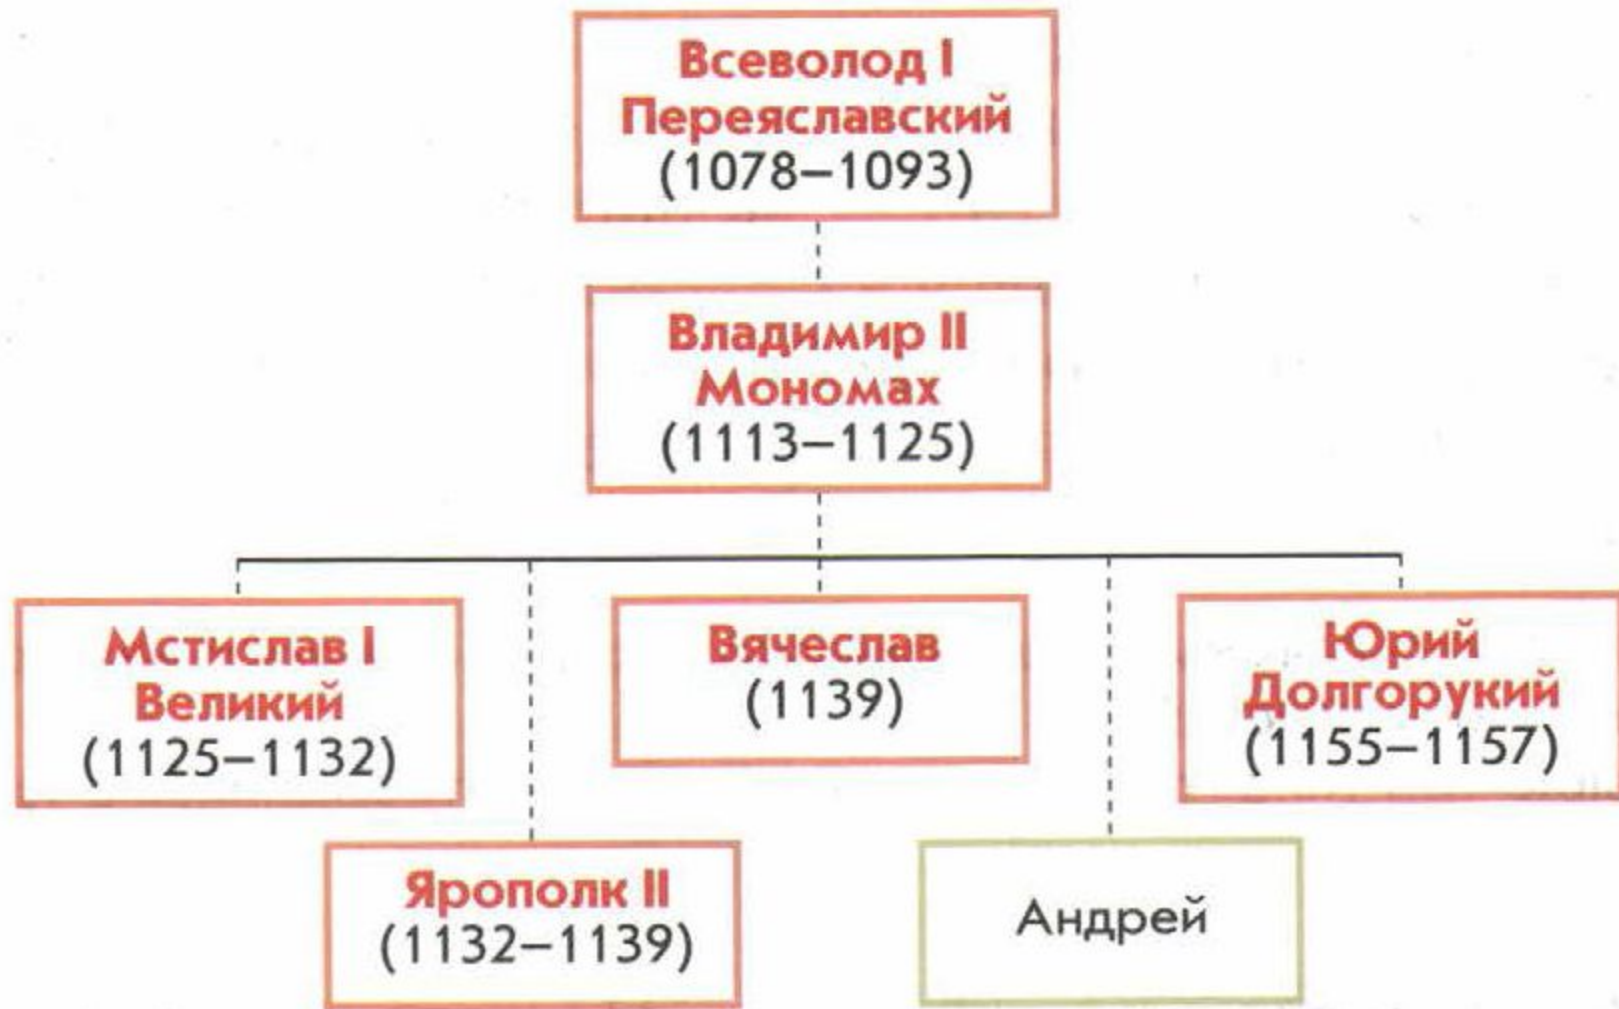 Всеволод I
Переяславский
(1078–1093)
Владимир II
Мономах
(1113–1125)
Мстислав I
Великий
(1125–1132)
Вячеслав
(1139)
Юрий
Долгорукий
(1155–1157)
Ярополк II
(1132–1139)
Андрей